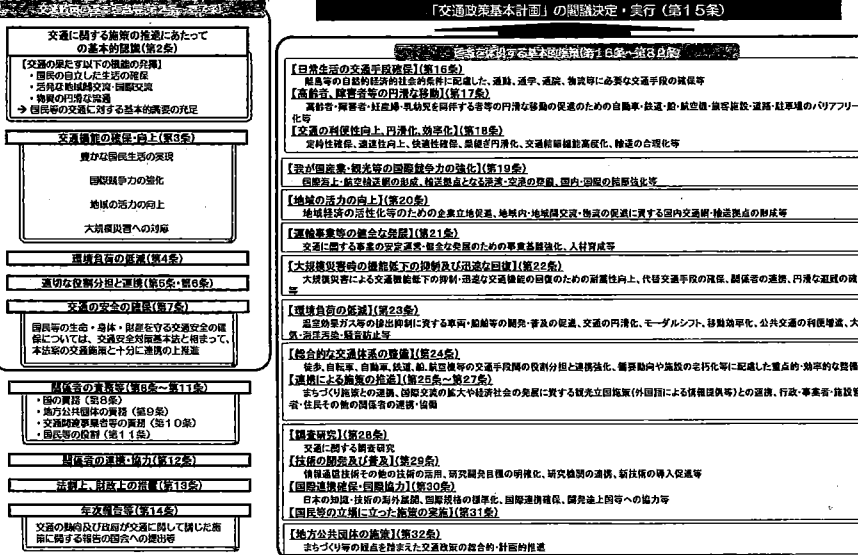 交通に関する施策の推進にあたって
の基本的認識(第2条)
【交通の果たす以下の機能の発揮】
・国民の自立した生活の確保
・活発な地域間交流・国際交流
・物資の円滑な流通
→ 国民等の交通に対する基本的需要の充足
交通機能の確保・向上(第3条)
豊かな国民生活の実現
国際競争力の強化
地域の活力の向上
大規模災害への対応
環境負荷の低減(第4条)
適切な役割分担と連携(第5条・第6条)
交通の安全の確保(第7条)
国民等の生命・身体・財産を守る交通安全の確
保については、交通安全対策基本法と相まって、
本法案の交通施策と十分に連携の上推進
関係者の責務等(第8条～第11条)
・国の責務(第8条)
・地方公共団体の責務(第9条)
・交通関連事業者等の責務(第10条)
・国民等の役割(第11条)
関係者の連携・協力(第12条)
法制上、財政上の措置(第13条)
年次報告等(第14条)
交通の動向及び政府が交通に関して講じた施
策に関する報告の国会への提出等
「交通政策基本計画」の閣議決定・実行(第15条)
【日常生活の交通手段確保】(第16条)
離島等の自然的経済的社会的条件に配慮した、通勤、通学、通院、物流等に必要な交通手段の確保等
【高齢者、障害者等の円滑な移動】(第17条)
高齢者・障害者・妊産婦・乳幼児を同伴する者等の円滑な移動の促進のための自動車・鉄道・船・航空機・旅客施設・道路・駐車場のバリアフリー
化等
【交通の利便性向上、円滑化、効率化】(第18条)
定時性確保、速達性向上、快適性確保、乗継ぎ円滑化、交通結節機能高度化、輸送の合理化等
【我が国産業・観光等の国際競争力の強化】(第19条)
国際海上・航空輸送網の形成、輸送拠点となる港湾・空港の整備、国内・国際の結節強化等
【地域の活力の向上】(第20条)
地域経済の活性化等のための企業立地促進、地域内・地域間交流・物流の促進に資する国内交通網・輸送拠点の形成等
【運輸事業等の健全な発展】(第21条)
交通に関する事業の安定運営・健全な発展のための事業基盤強化、人材育成等
【大規模災害時の機能低下の抑制及び迅速な回復】(第22条)
大規模災害による交通機能低下の抑制・迅速な交通機能の回復のための耐震性向上、代替交通手段の確保、関係者の連携、円滑な避難の確
等
【環境負荷の低減】(第23条)
温室効果ガス等の排出抑制に資する車両・船舶等の開発・普及の促進、交通の円滑化、モーダルシフト、移動効率化、公共交通の利便増進、大
気・海洋汚染・騒音防止等
【総合的な交通体系の整備】(第24条)
徒歩、自転車、自動車、鉄道、船、航空機等の交通手段間の役割分担と連携強化、需要動向や施設の老朽化等に配慮した重点的・効率的な整備
【連携による施策の推進】(第25条～第27条)
まちづくり施策との連携、国際交流の拡大や経済社会の発展に資する観光立国施策(外国語による情報提供等)との連携、行政・事業者・施設管
者・住民その他の関係者の連携・協働
【調査研究】(第28条)
交通に関する調査研究
【技術の開発及び普及】(第29条)
情報通信技術その他の技術の活用、研究開発目標の明確化、研究機関の連携、新技術の導入促進等
【国際連携確保・国際協力】(第30条)
日本の知識・技術の海外展開、国際規格の標準化、国際連携確保、開発途上国等への協力等
【国民等の立場に立った施策の実施】(第31条)
【地方公共団体の施策】(第32条)
まちづくり等の観点を踏まえた交通政策の総合的・計画的推進